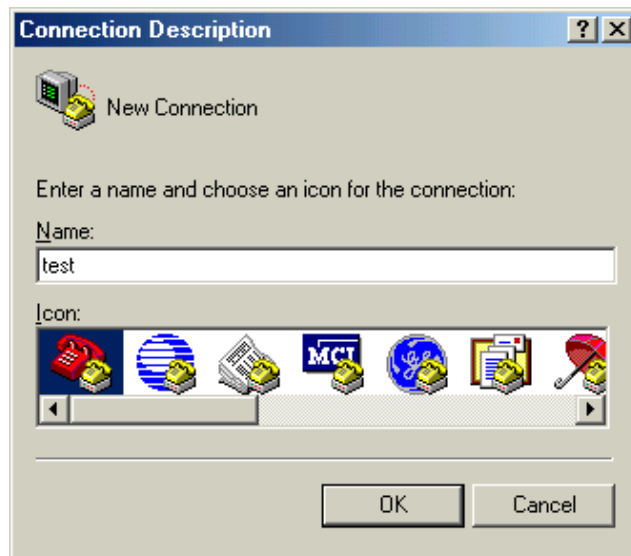 Connection Description
New Connection
Enter a name and choose an icon for the connection:
Name:
test
Icon:
MCI
OK Cancel